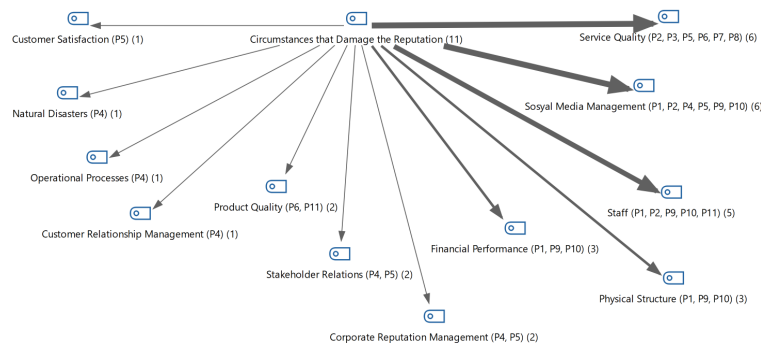 Customer Satisfaction (P5) (1)
Circumstances that Damage the Reputation (11)
Service Quality (P2, P3, P5, P6, P7, P8) (6)
Natural Disasters (P4) (1)
Sosyal Media Management (P1, P2, P4, P5, P9, P10) (6)
Operational Processes (P4) (1)
Product Quality (P6, P11) (2)
Staff (P1, P2, P9, P10, P11) (5)
Customer Relationship Management (P4) (1)
Financial Performance (P1, P9, P10) (3)
Stakeholder Relations (P4, P5) (2)
Physical Structure (P1, P9, P10) (3)
Corporate Reputation Management (P4, P5) (2)